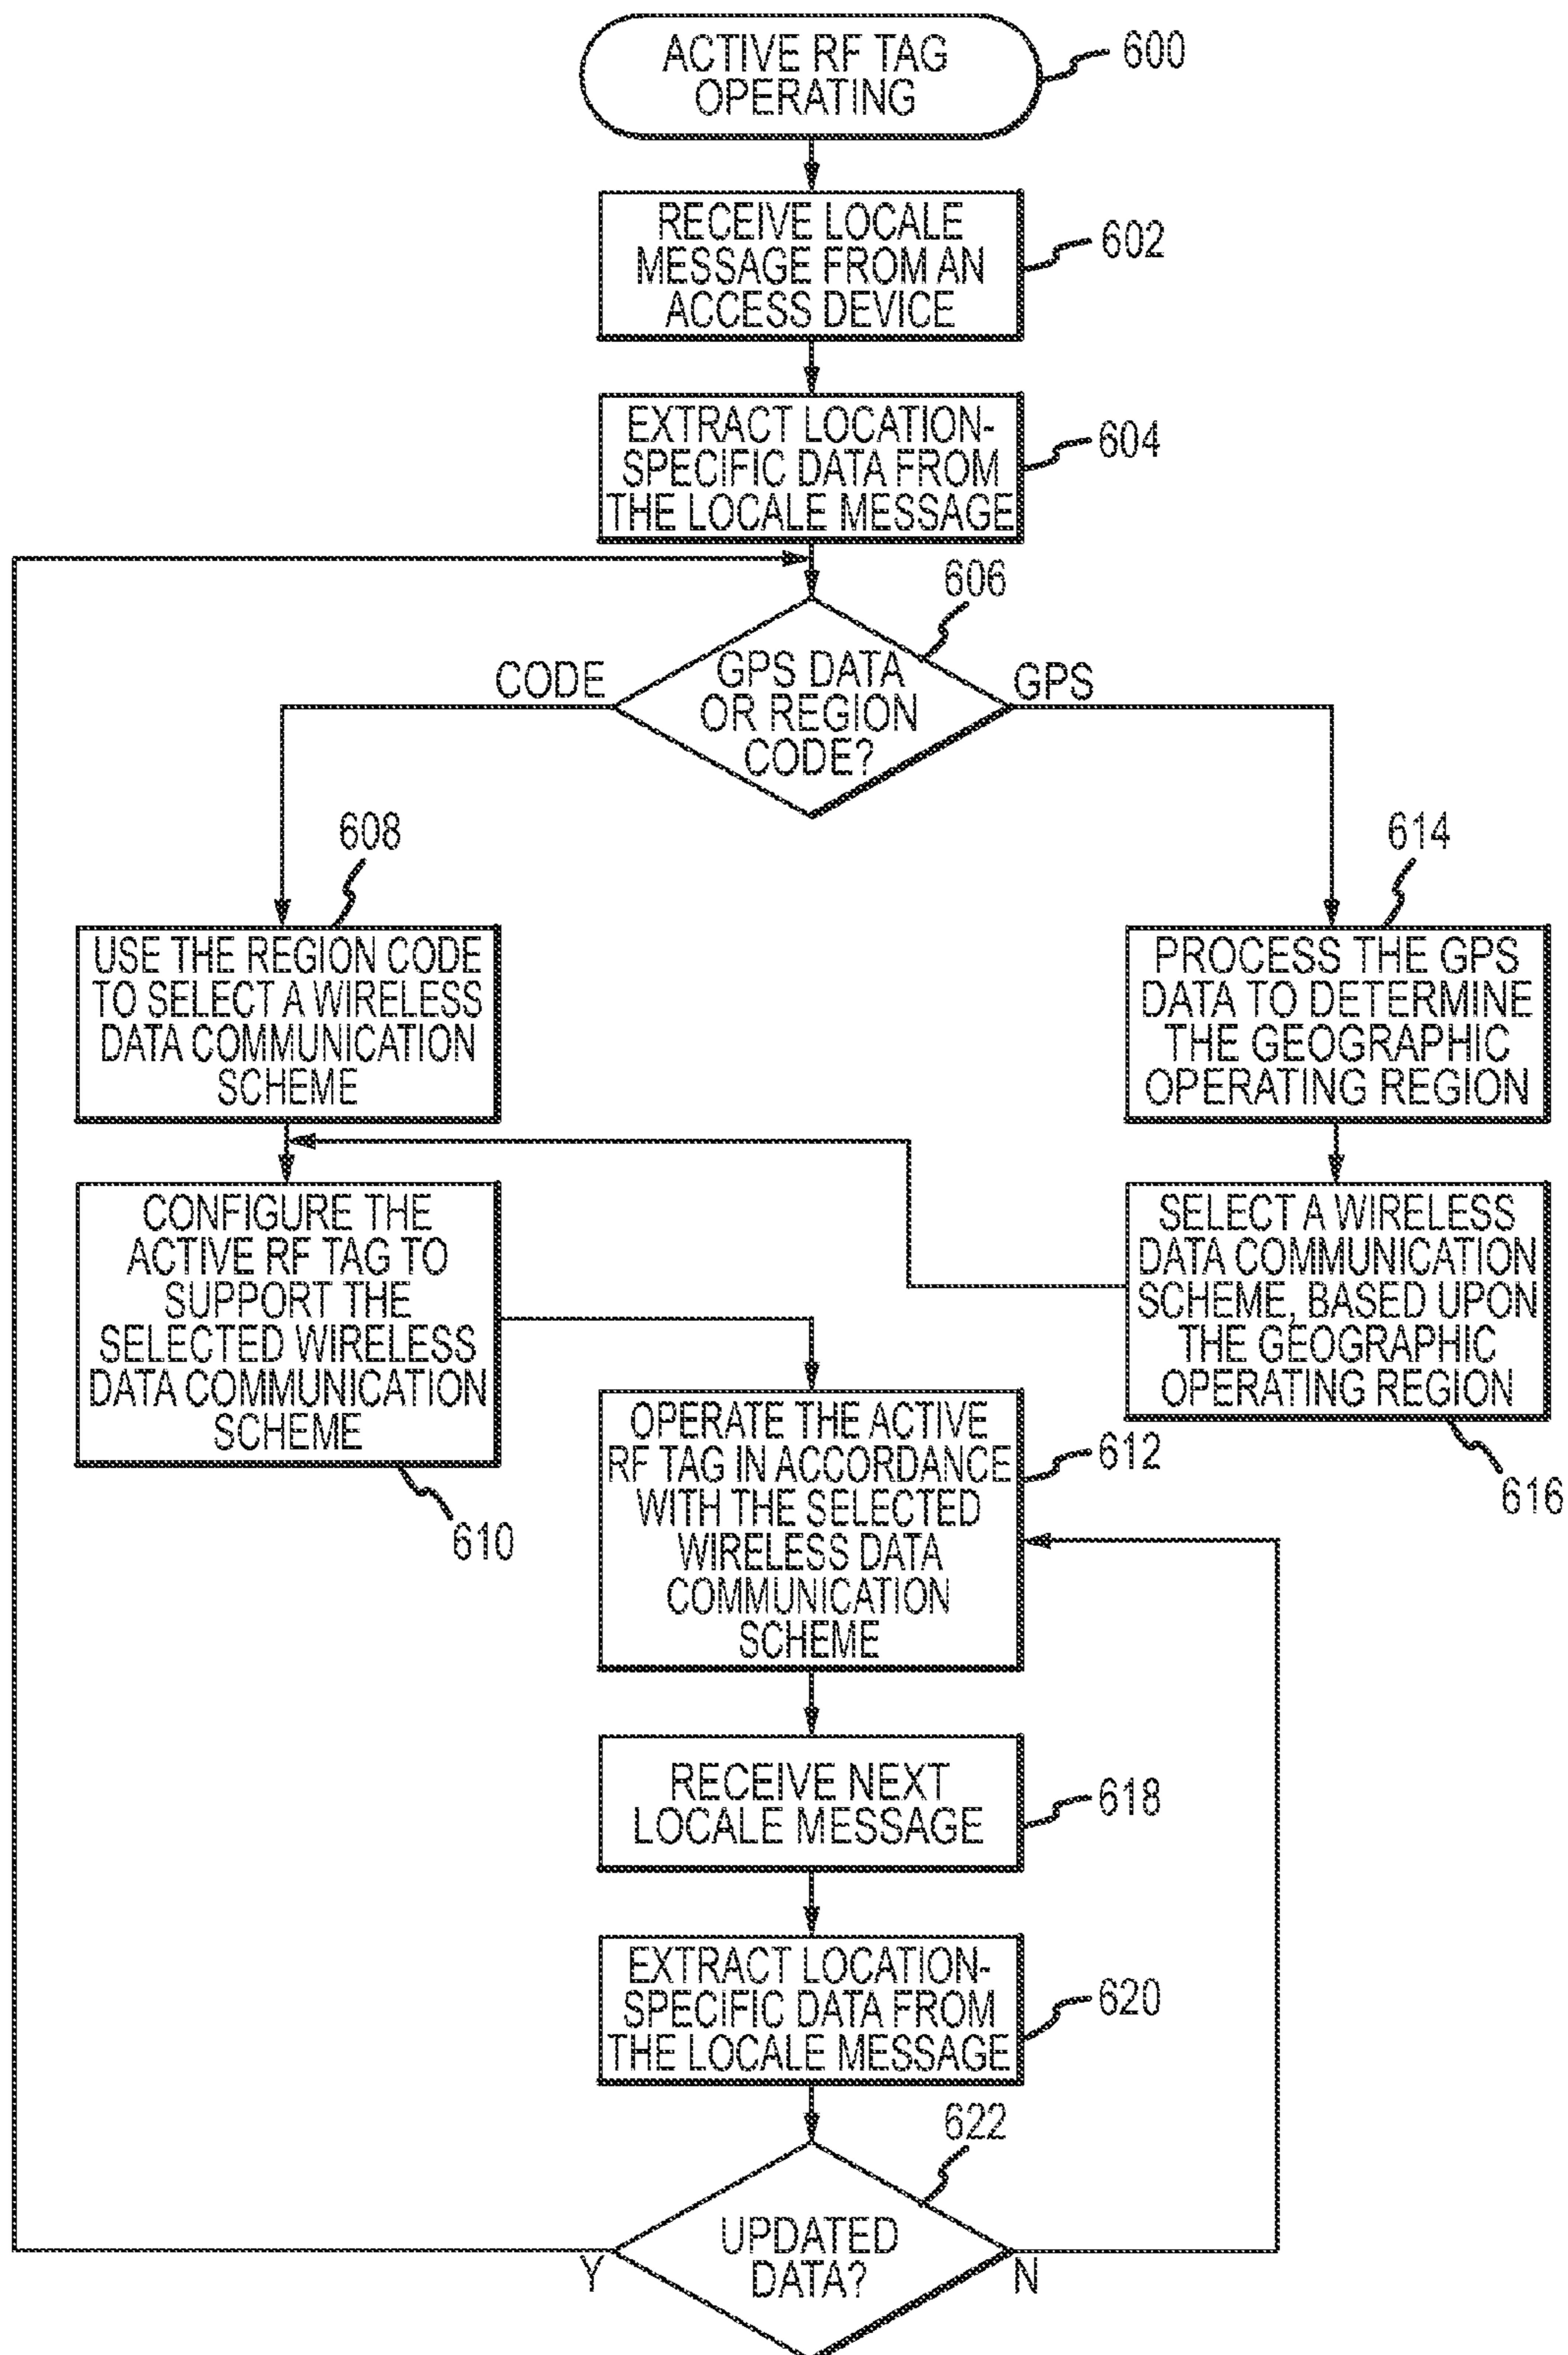 ACTIVE RF TAG
OPERATING
600
RECEIVE LOCALE
MESSAGE FROM AN
ACCESS DEVICE
602
EXTRACT LOCATION-
SPECIFIC DATA FROM
THE LOCALE MESSAGE
604
606
CODE
GPS DATA
OR REGION
CODE?
GPS
608
USE THE REGION CODE
TO SELECT A WIRELESS
DATA COMMUNICATION
SCHEME
614
PROCESS THE GPS
DATA TO DETERMINE
THE GEOGRAPHIC
OPERATING REGION
CONFIGURE THE
ACTIVE RF TAG TO
SUPPORT THE
SELECTED WIRELESS
DATA COMMUNICATION
SCHEME
610
SELECT A WIRELESS
DATA COMMUNICATION
SCHEME, BASED UPON
THE GEOGRAPHIC
OPERATING REGION
616
OPERATE THE ACTIVE
RF TAG IN ACCORDANCE
WITH THE SELECTED
WIRELESS DATA
COMMUNICATION
SCHEME
612
RECEIVE NEXT
LOCALE MESSAGE
618
EXTRACT LOCATION-
SPECIFIC DATA FROM
THE LOCALE MESSAGE
620
622
UPDATED
DATA?
Y
N